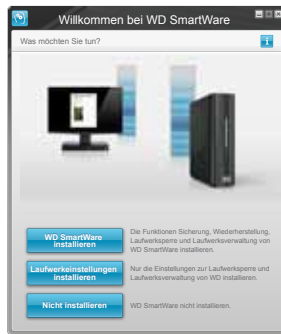 Willkommen bei WD SmartWare
Was möchten Sie tun?
WD SmartWare
installieren
Die Funktionen Sicherung, Wiederherstellung,
Laufwerksperre und Laufwerksverwaltung von
WD SmartWare installieren.
Laufwerkeinstellungen
installieren
Nur die Einstellungen zur Laufwerksperre und
Laufwerksverwaltung von WD installieren.
Nicht installieren
WD SmartWare nicht installieren.